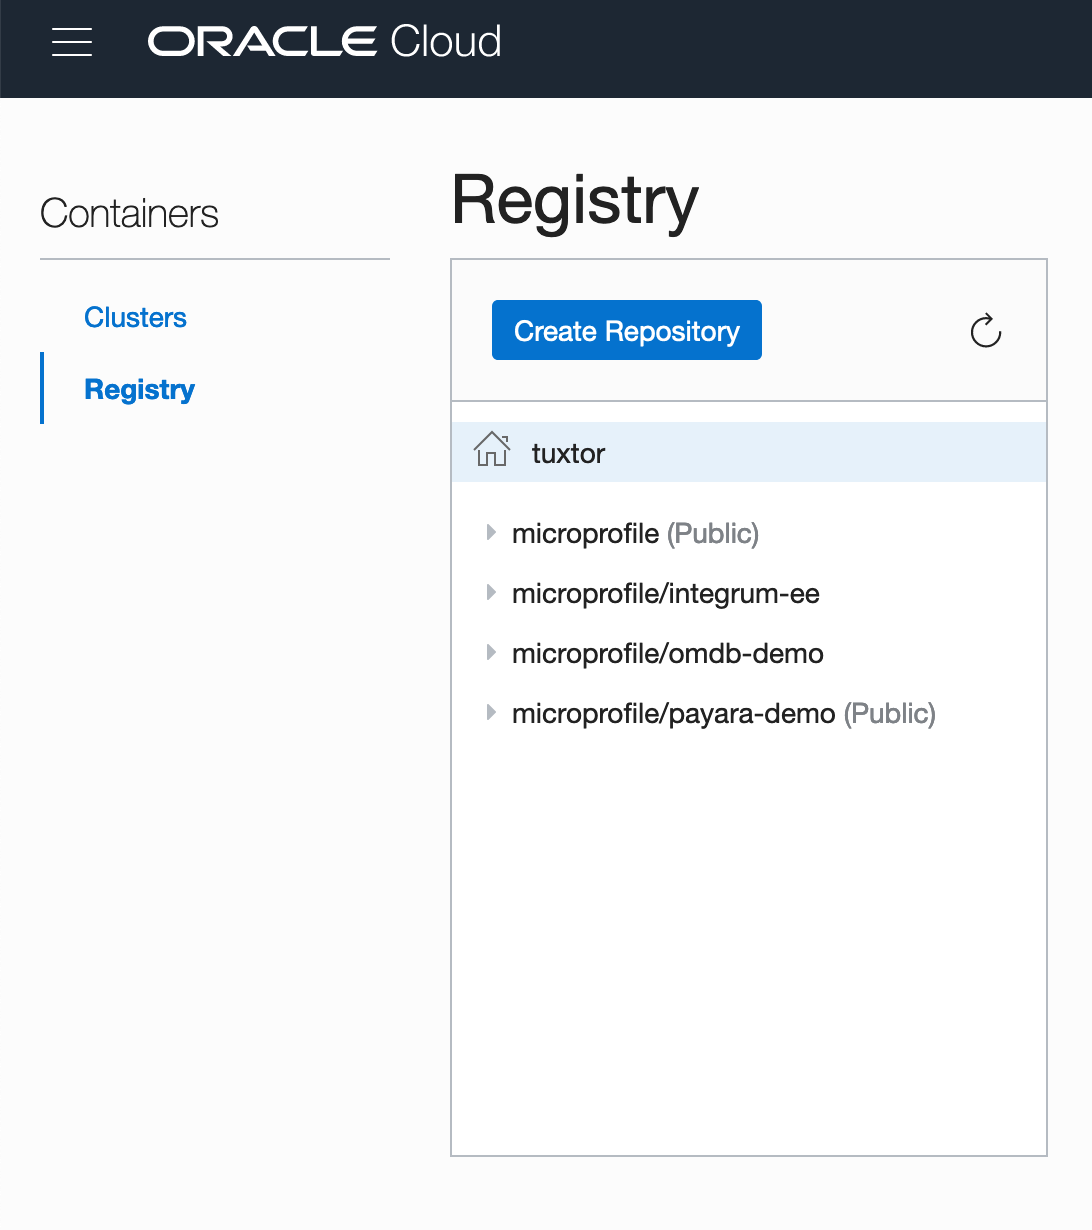 ORACLE Cloud
Containers
Clusters
Registry
Registry
Create Repository
tuxtor
microprofile (Public)
microprofile/integrum-ee
microprofile/omdb-demo
microprofile/payara-demo (Public)